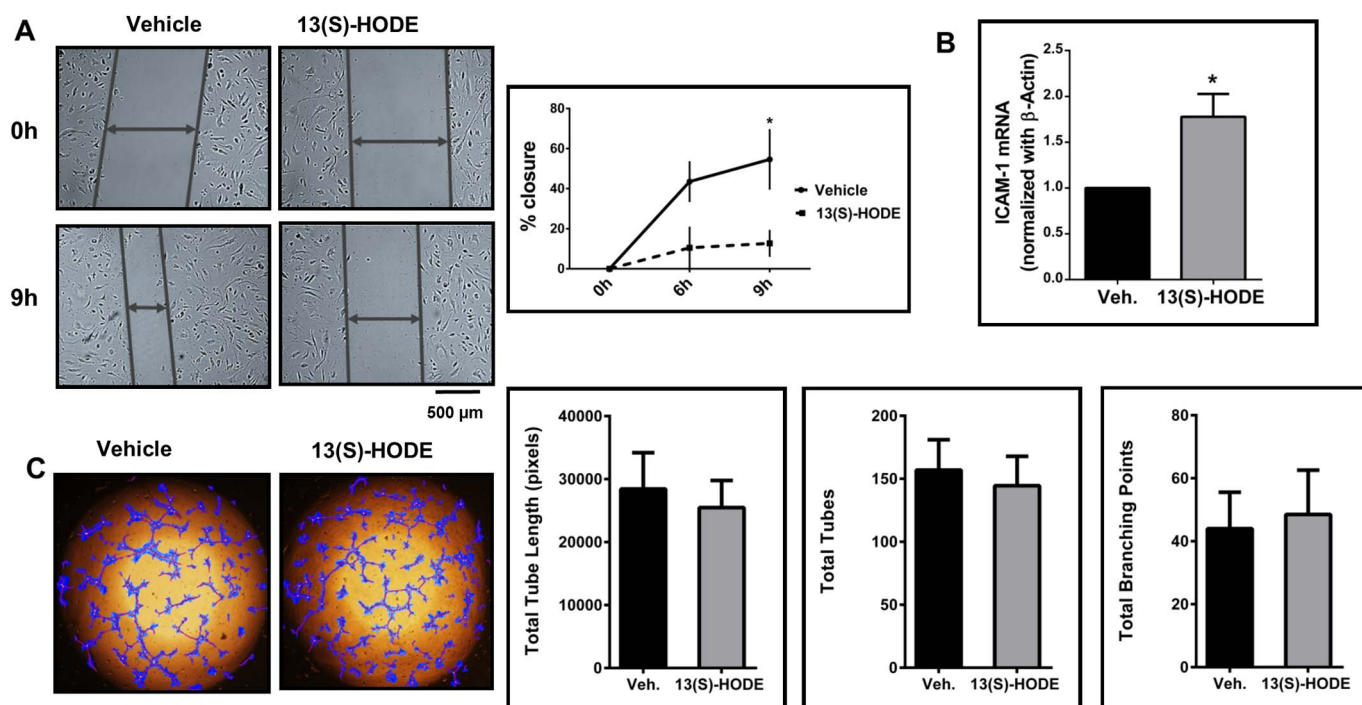 A
Vehicle
13(S)-HODE
0h
9h
500 µm
% closure
80
60
40
20
0
*
Vehicle
13(S)-HODE
0h
6h
9h
B
ICAM-1 mRNA
(normalized with β-Actin)
2.5
2.0
1.5
1.0
0.5
0.0
*
Veh.
13(S)-HODE
C
Vehicle
13(S)-HODE
Total Tube Length (pixels)
40000
30000
20000
10000
0
Veh.
13(S)-HODE
Total Tubes
200
150
100
50
0
Veh.
13(S)-HODE
Total Branching Points
80
60
40
20
0
Veh.
13(S)-HODE